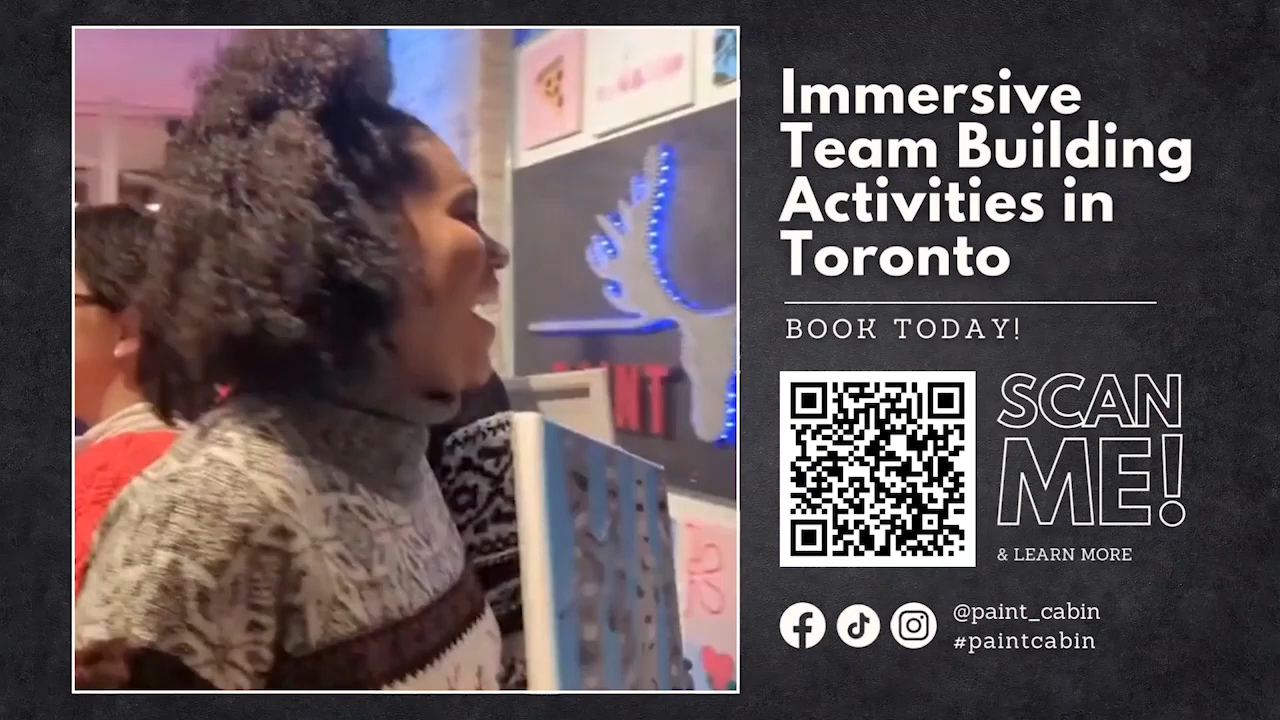 Immersive
Team Building
Activities in
Toronto
BOOK TODAY!
SCAN
ME!
& LEARN MORE
@paint_cabin
#paintcabin